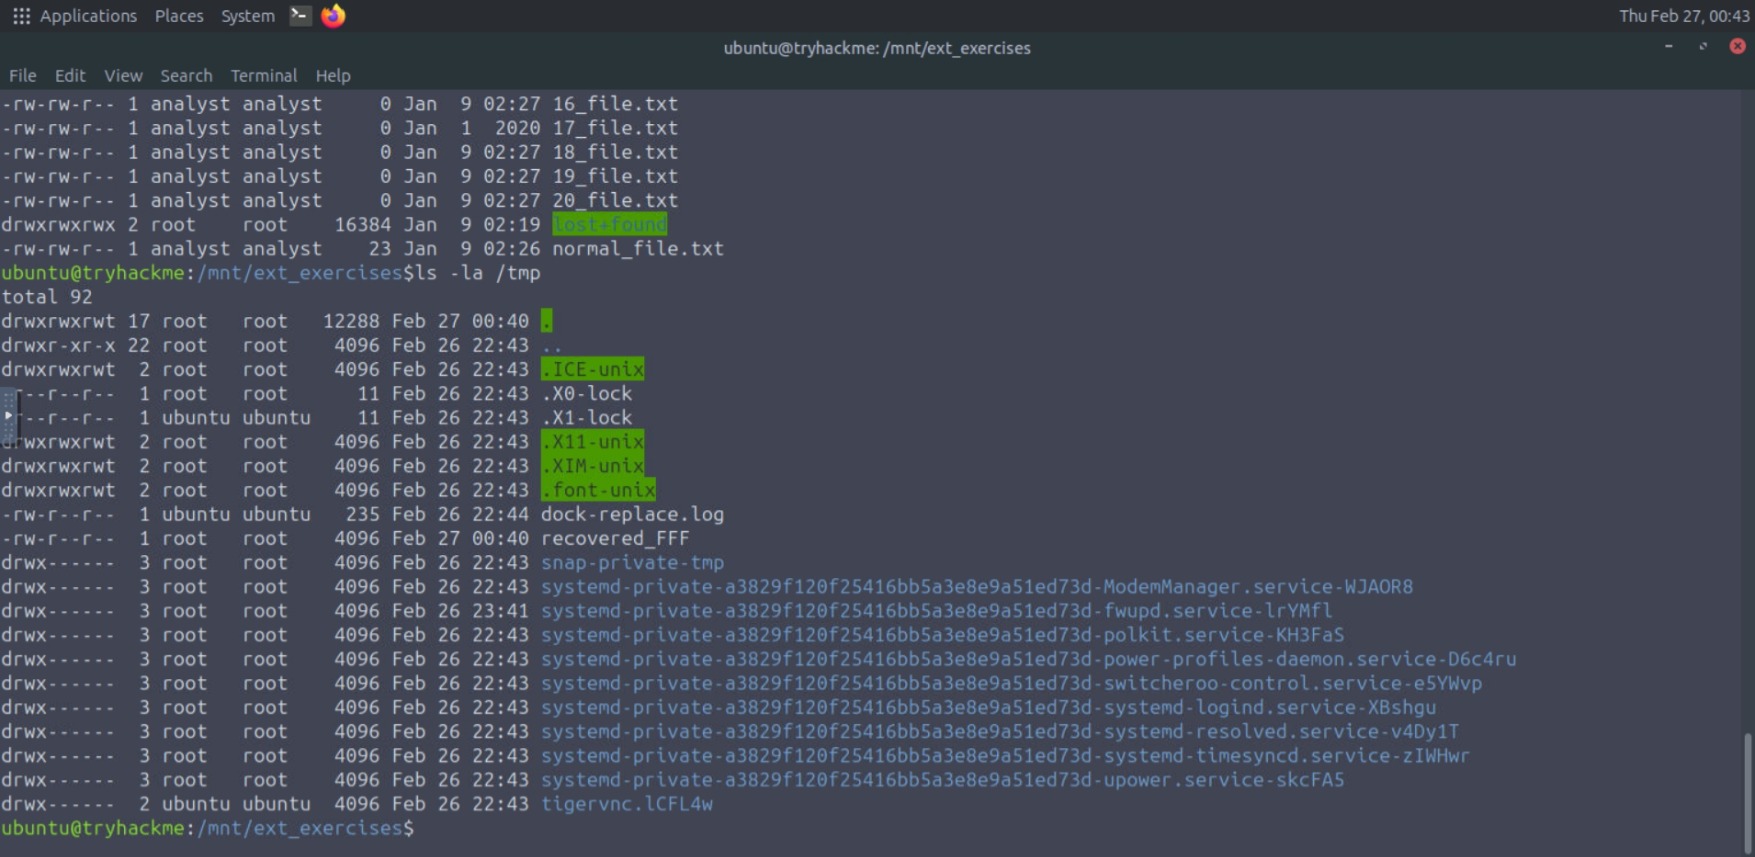 Applications Places System Thu Feb 27, 00:43
ubuntu@tryhackme: /mnt/ext_exercises
File Edit View Search Terminal Help
-rw-rw-r-- 1 analyst analyst     0 Jan  9 02:27 16_file.txt
-rw-rw-r-- 1 analyst analyst     0 Jan  1  2020 17_file.txt
-rw-rw-r-- 1 analyst analyst     0 Jan  9 02:27 18_file.txt
-rw-rw-r-- 1 analyst analyst     0 Jan  9 02:27 19_file.txt
-rw-rw-r-- 1 analyst analyst     0 Jan  9 02:27 20_file.txt
drwxrwxrwx 2 root    root    16384 Jan  9 02:19 lost+found
-rw-rw-r-- 1 analyst analyst    23 Jan  9 02:26 normal_file.txt
ubuntu@tryhackme:/mnt/ext_exercises$ls -la /tmp
total 92
drwxrwxrwt 17 root   root   12288 Feb 27 00:40 .
drwxr-xr-x 22 root   root    4096 Feb 26 22:43 ..
drwxrwxrwt  2 root   root    4096 Feb 26 22:43 .ICE-unix
r--r--r--  1 root   root      11 Feb 26 22:43 .X0-lock
--r--r--  1 ubuntu ubuntu    11 Feb 26 22:43 .X1-lock
drwxrwxrwt  2 root   root    4096 Feb 26 22:43 .X11-unix
drwxrwxrwt  2 root   root    4096 Feb 26 22:43 .XIM-unix
drwxrwxrwt  2 root   root    4096 Feb 26 22:43 .font-unix
-rw-r--r--  1 ubuntu ubuntu   235 Feb 26 22:44 dock-replace.log
-rw-r--r--  1 root   root    4096 Feb 27 00:40 recovered_FFF
drwx------  3 root   root    4096 Feb 26 22:43 snap-private-tmp
drwx------  3 root   root    4096 Feb 26 22:43 systemd-private-a3829f120f25416bb5a3e8e9a51ed73d-ModemManager.service-WJAOR8
drwx------  3 root   root    4096 Feb 26 23:41 systemd-private-a3829f120f25416bb5a3e8e9a51ed73d-fwupd.service-lrYMfl
drwx------  3 root   root    4096 Feb 26 22:43 systemd-private-a3829f120f25416bb5a3e8e9a51ed73d-polkit.service-KH3FaS
drwx------  3 root   root    4096 Feb 26 22:43 systemd-private-a3829f120f25416bb5a3e8e9a51ed73d-power-profiles-daemon.service-D6c4ru
drwx------  3 root   root    4096 Feb 26 22:43 systemd-private-a3829f120f25416bb5a3e8e9a51ed73d-switcheroo-control.service-e5YWvp
drwx------  3 root   root    4096 Feb 26 22:43 systemd-private-a3829f120f25416bb5a3e8e9a51ed73d-systemd-logind.service-XBshgu
drwx------  3 root   root    4096 Feb 26 22:43 systemd-private-a3829f120f25416bb5a3e8e9a51ed73d-systemd-resolved.service-v4Dy1T
drwx------  3 root   root    4096 Feb 26 22:43 systemd-private-a3829f120f25416bb5a3e8e9a51ed73d-systemd-timesyncd.service-zIWHwr
drwx------  3 root   root    4096 Feb 26 22:43 systemd-private-a3829f120f25416bb5a3e8e9a51ed73d-upower.service-skcFA5
drwx------  2 ubuntu ubuntu  4096 Feb 26 22:43 tigervnc.lCFL4w
ubuntu@tryhackme:/mnt/ext_exercises$